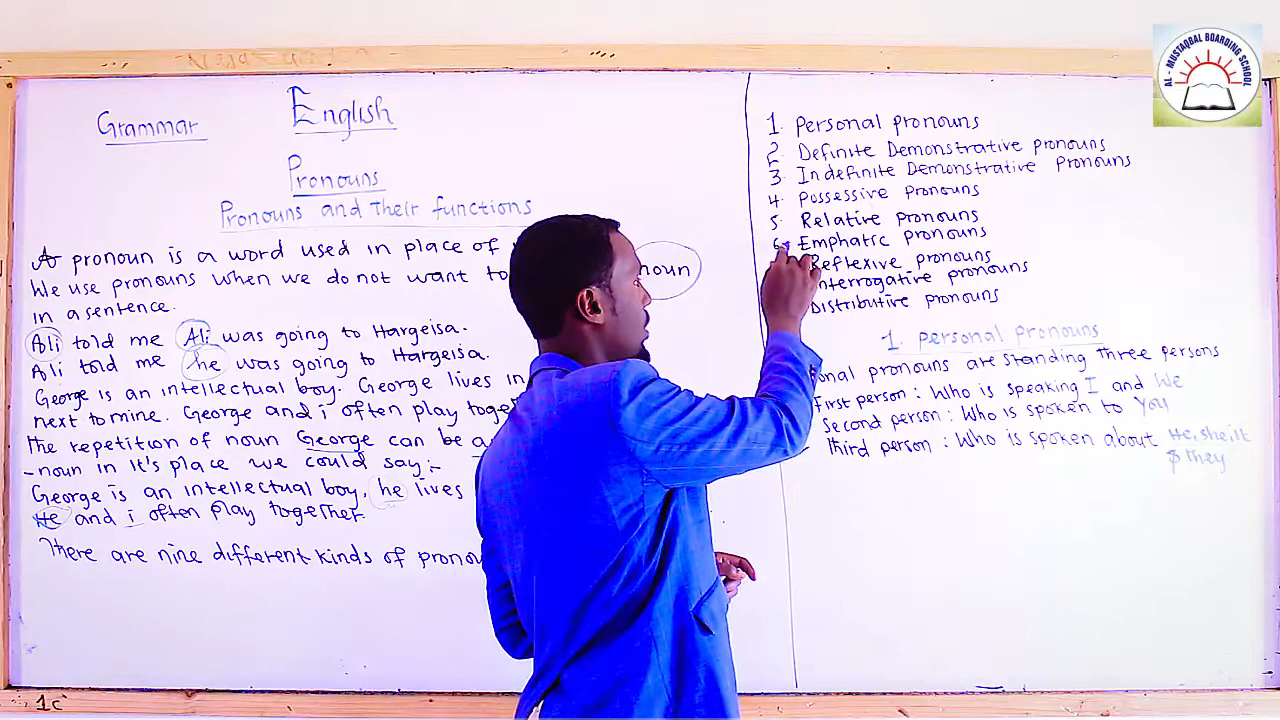 AL - MUSTAQBAL BOARDING SCHOOL
Grammar
English
Pronouns
Pronouns and Their functions
A pronoun is a word used in place of
We use pronouns when we do not want to noun
in a sentence.
Ali told me Ali was going to Hargeisa.
Ali told me he was going to Hargeisa.
George is an intellectual boy. George lives in
next to mine. George and i often play toge
The repetition of noun George can be a
-noun in it's place we could say:-
George is an intellectual boy, he lives
He and i often play together.
There are nine different kinds of pronou
1. Personal pronouns
2. Definite Demonstrative pronouns
3. Indefinite Demonstrative Pronouns
4. Possessive Pronouns
5. Relative pronouns
6. Emphatic pronouns
Reflexive pronouns
nterrogative pronouns
Distributive pronouns
1. Personal Pronouns
onal pronouns are standing three persons
First person: Who is speaking I and We
Second person: Who is spoken to You
Third person: Who is spoken about He, she, it
& they
1c